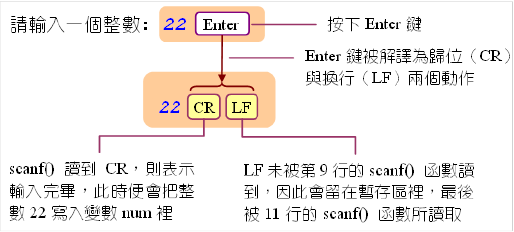 請輸入一個整數: 22 Enter
按下 Enter 鍵
Enter 鍵被解譯為歸位（CR）
與換行（LF）兩個動作
22 CR LF
scanf() 讀到 CR，則表示
輸入完畢，此時便會把整
數 22 寫入變數 num 裡
LF 未被第 9 行的 scanf() 函數讀
到，因此會留在暫存區裡，最後
被 11 行的 scanf() 函數所讀取